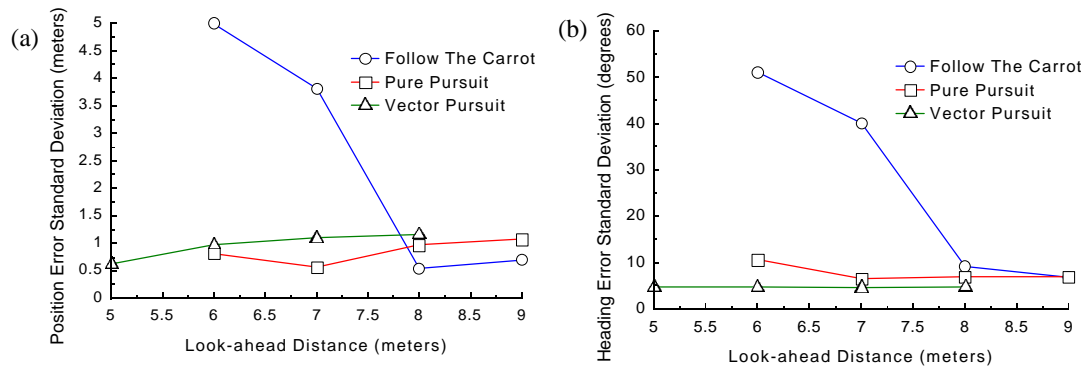 (a)
Position Error Standard Deviation (meters)
5
4.5
4
3.5
3
2.5
2
1.5
1
0.5
0
Follow The Carrot
Pure Pursuit
Vector Pursuit
5 5.5 6 6.5 7 7.5 8 8.5 9
Look-ahead Distance (meters)
(b)
Heading Error Standard Deviation (degrees)
60
50
40
30
20
10
0
Follow The Carrot
Pure Pursuit
Vector Pursuit
5 5.5 6 6.5 7 7.5 8 8.5 9
Look-ahead Distance (meters)